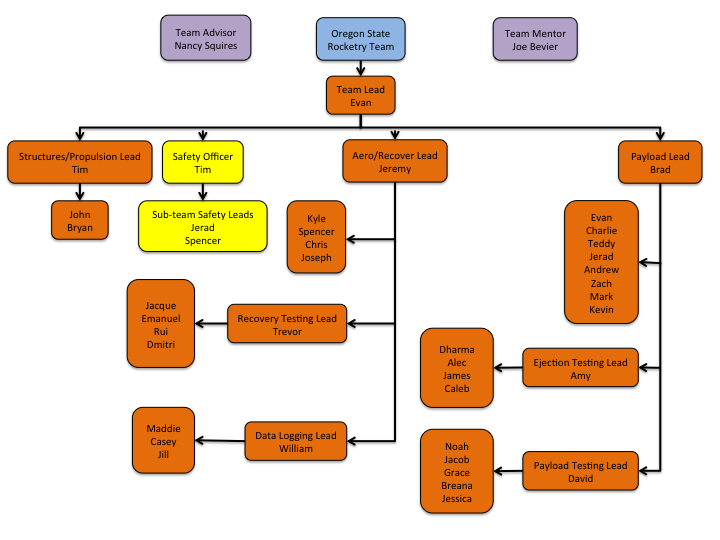 Team Advisor
Nancy Squires
Oregon State
Rocketry Team
Team Mentor
Joe Bevier
Team Lead
Evan
Structures/Propulsion Lead
Tim
Safety Officer
Tim
Aero/Recover Lead
Jeremy
Payload Lead
Brad
John
Bryan
Sub-team Safety Leads
Jerad
Spencer
Kyle
Spencer
Chris
Joseph
Evan
Charlie
Teddy
Jerad
Andrew
Zach
Mark
Kevin
Jacque
Emanuel
Rui
Dmitri
Recovery Testing Lead
Trevor
Dharma
Alec
James
Caleb
Ejection Testing Lead
Amy
Maddie
Casey
Jill
Data Logging Lead
William
Noah
Jacob
Grace
Breana
Jessica
Payload Testing Lead
David